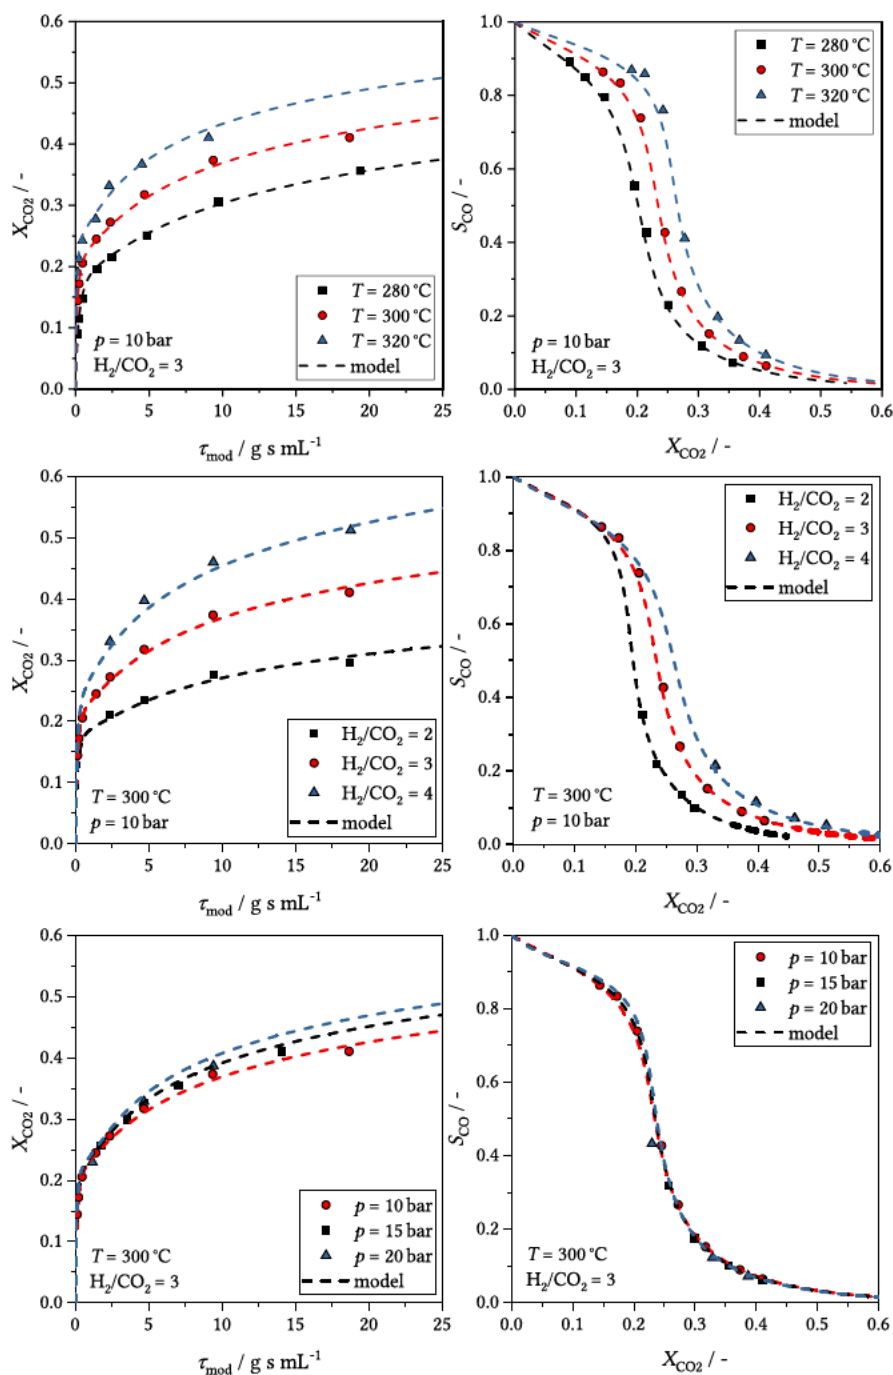 0.6
0.5
0.4
0.3
0.2
0.1
0.0
X_CO2 / -
T = 280 °C
T = 300 °C
T = 320 °C
model
p = 10 bar
H₂/CO₂ = 3
0 5 10 15 20 25
τ_mod / g s mL⁻¹
1.0
0.8
0.6
0.4
0.2
0.0
S_CO / -
T = 280 °C
T = 300 °C
T = 320 °C
model
p = 10 bar
H₂/CO₂ = 3
0.0 0.1 0.2 0.3 0.4 0.5 0.6
X_CO2 / -
0.6
0.5
0.4
0.3
0.2
0.1
0.0
X_CO2 / -
H₂/CO₂ = 2
H₂/CO₂ = 3
H₂/CO₂ = 4
model
T = 300 °C
p = 10 bar
0 5 10 15 20 25
τ_mod / g s mL⁻¹
1.0
0.8
0.6
0.4
0.2
0.0
S_CO / -
H₂/CO₂ = 2
H₂/CO₂ = 3
H₂/CO₂ = 4
model
T = 300 °C
p = 10 bar
0.0 0.1 0.2 0.3 0.4 0.5 0.6
X_CO2 / -
0.6
0.5
0.4
0.3
0.2
0.1
0.0
X_CO2 / -
p = 10 bar
p = 15 bar
p = 20 bar
model
T = 300 °C
H₂/CO₂ = 3
0 5 10 15 20 25
τ_mod / g s mL⁻¹
1.0
0.8
0.6
0.4
0.2
0.0
S_CO / -
p = 10 bar
p = 15 bar
p = 20 bar
model
T = 300 °C
H₂/CO₂ = 3
0.0 0.1 0.2 0.3 0.4 0.5 0.6
X_CO2 / -